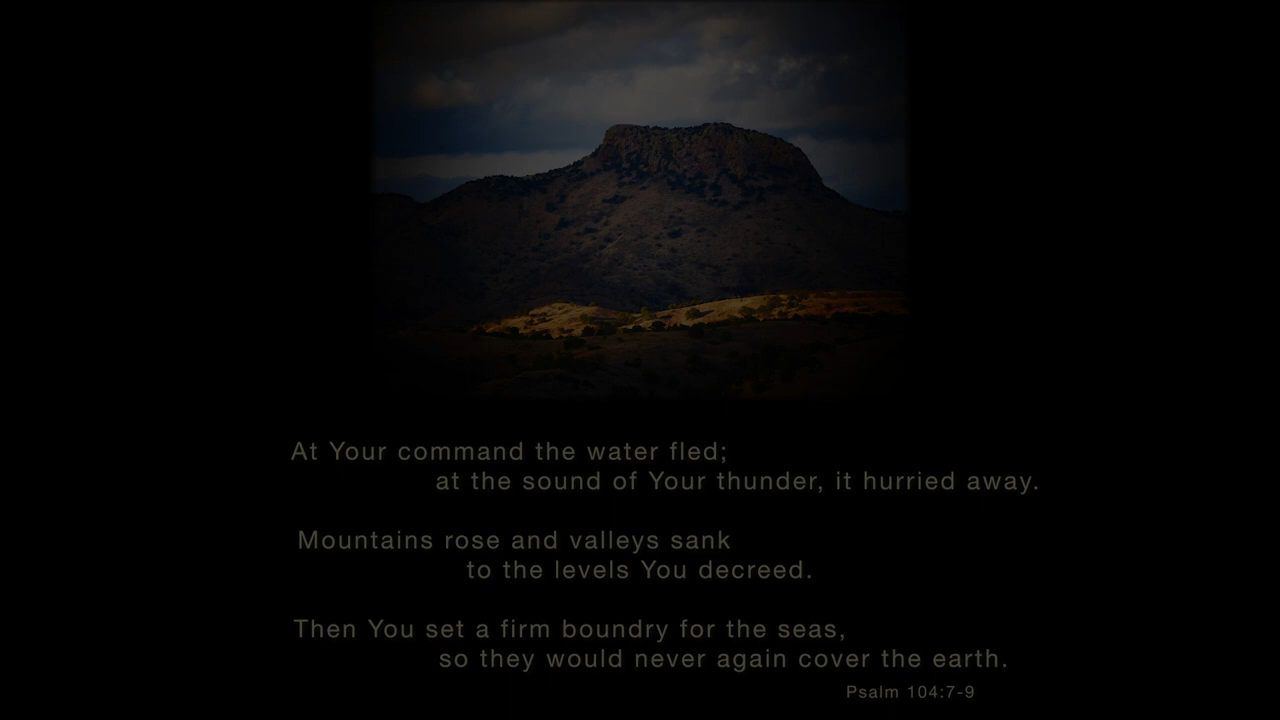 At Your command the water fled;
at the sound of Your thunder, it hurried away.
Mountains rose and valleys sank
to the levels You decreed.
Then You set a firm boundry for the seas,
so they would never again cover the earth.
Psalm 104:7-9